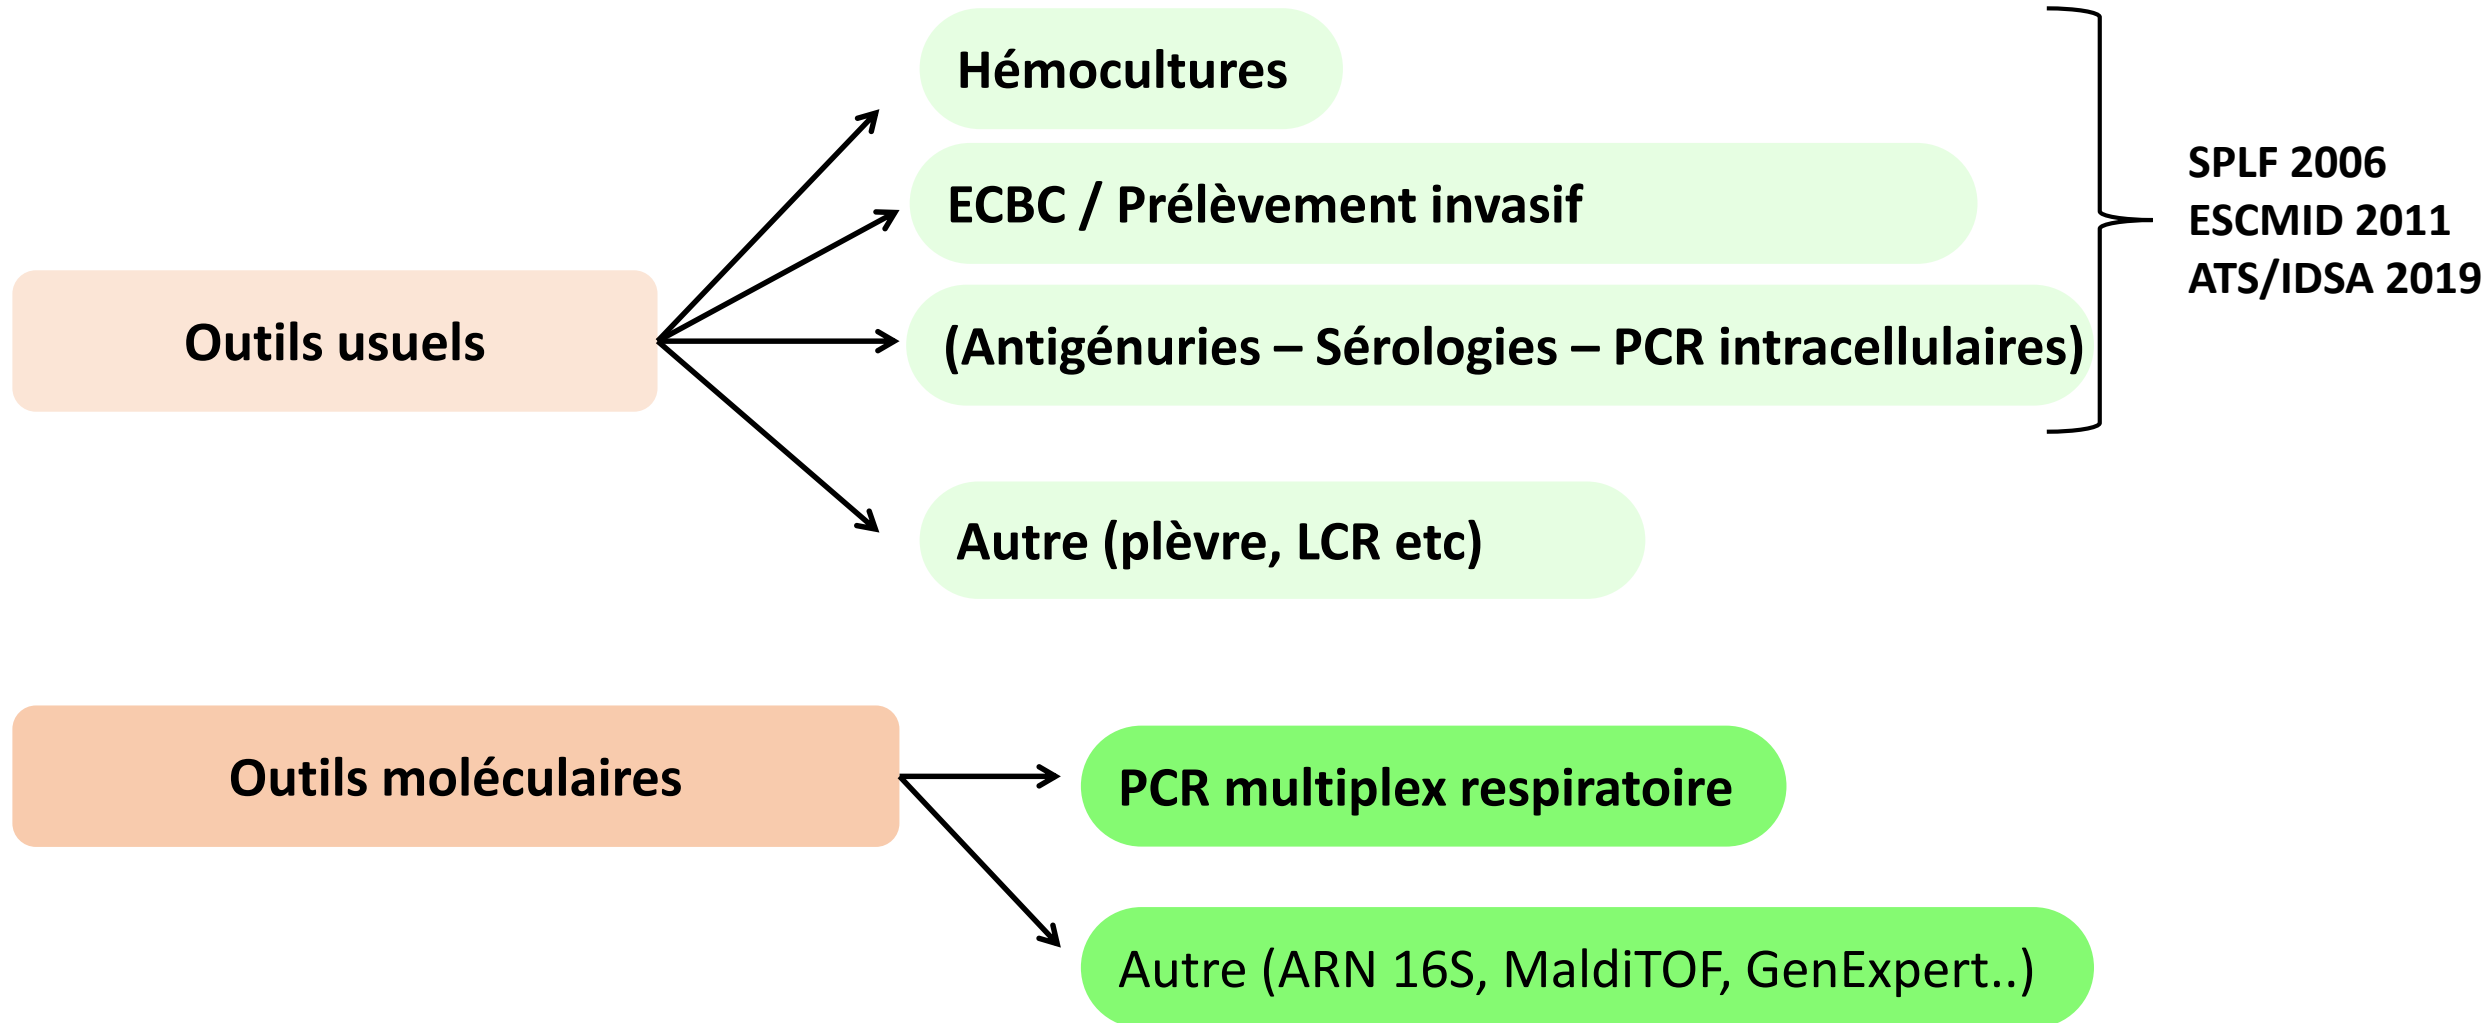 Hémocultures
ECBC / Prélèvement invasif
SPLF 2006
ESCMID 2011
ATS/IDSA 2019
Outils usuels
(Antigénuries – Sérologies – PCR intracellulaires)
Autre (plèvre, LCR etc)
Outils moléculaires
PCR multiplex respiratoire
Autre (ARN 16S, MaldiTOF, GenExpert..)